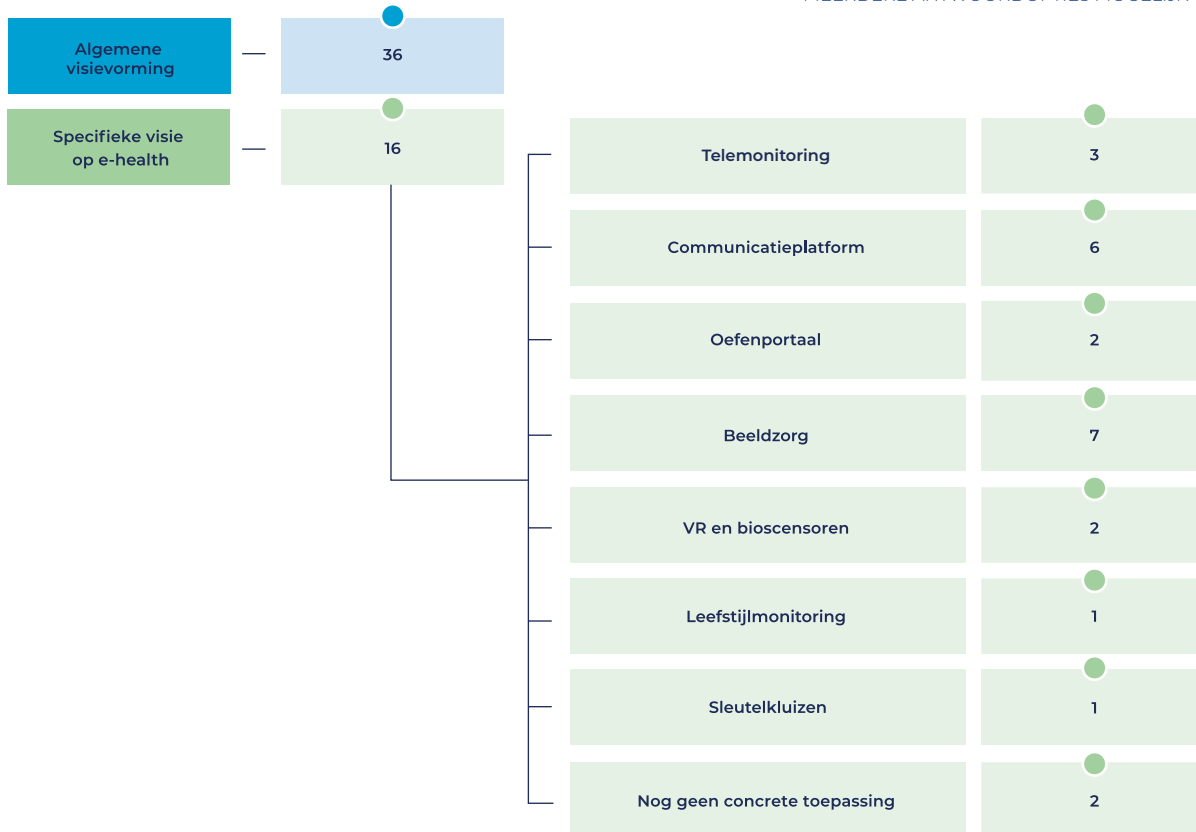 Algemene
visievorming
36
Specifieke visie
op e-health
16
Telemonitoring
3
Communicatieplatform
6
Oefenportaal
2
Beeldzorg
7
VR en bioscensoren
2
Leefstijlmonitoring
1
Sleutelkluizen
1
Nog geen concrete toepassing
2